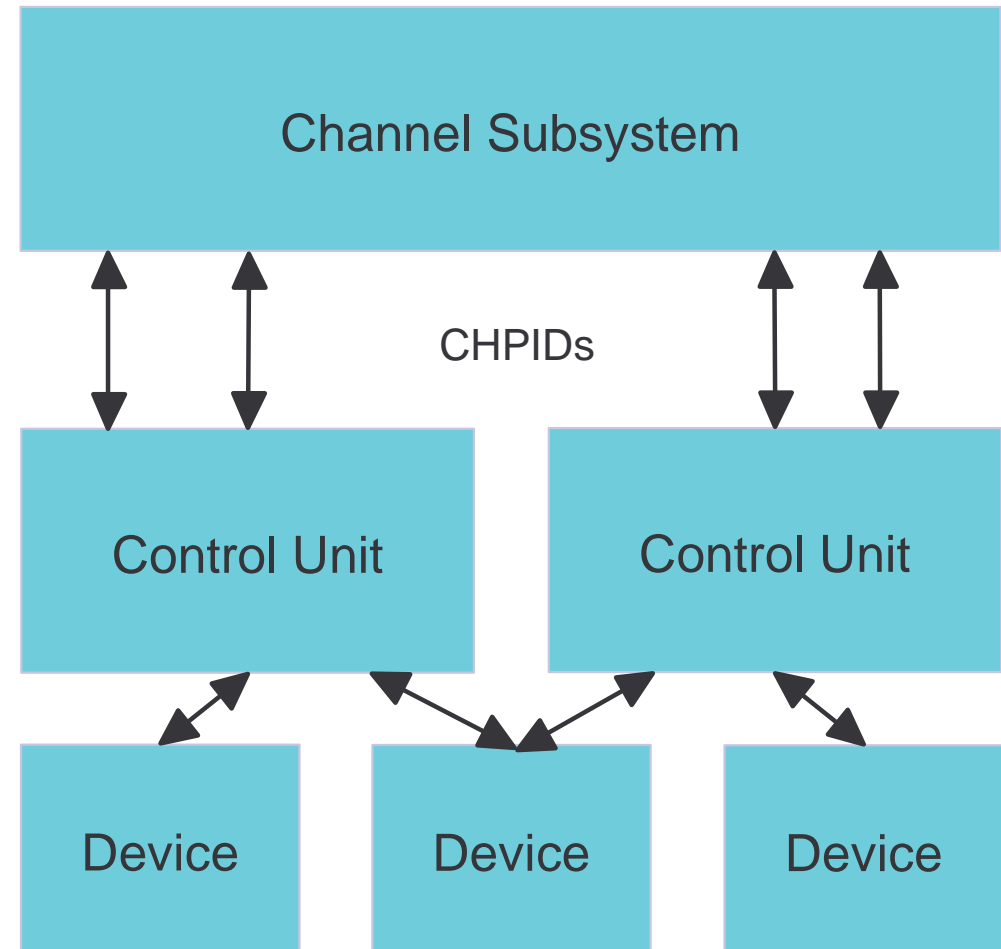 Channel Subsystem
CHPIDs
Control Unit
Control Unit
Device
Device
Device